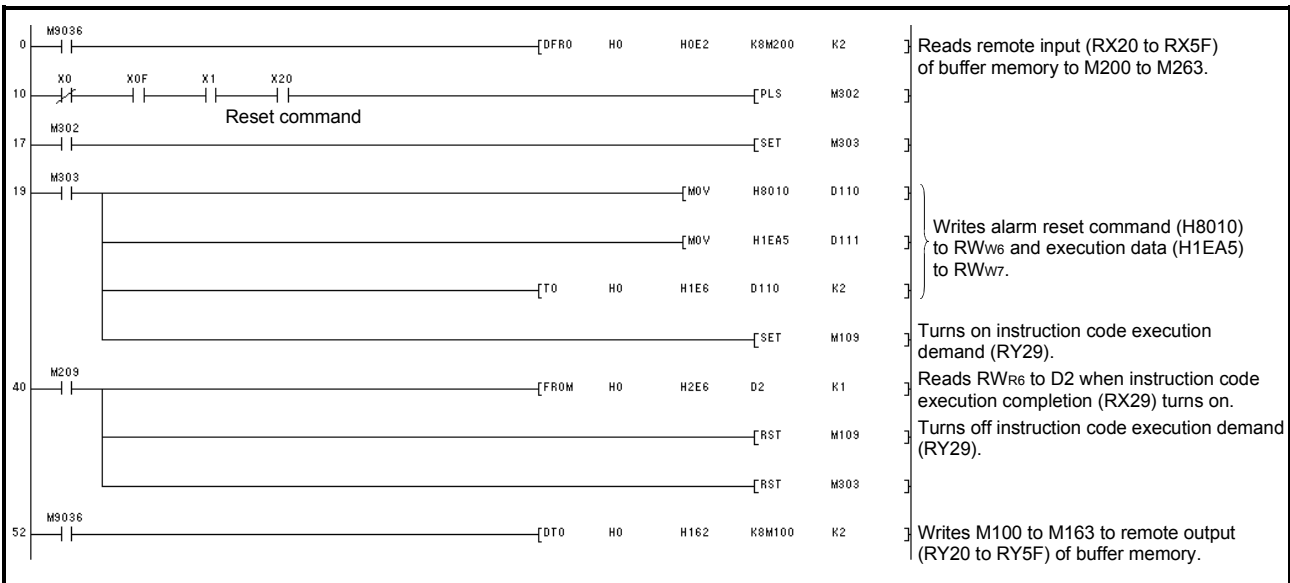 M9036
0 [DFRO H0 H0E2 K8M200 K2 ] Reads remote input (RX20 to RX5F)
of buffer memory to M200 to M263.
X0 X0F X1 X20
10 [PLS M302 ]
Reset command
M302
17 [SET M303 ]
M303
19 [MOV H8010 D110 ]
[MOV H1EA5 D111 ]
Writes alarm reset command (H8010)
to RWW6 and execution data (H1EA5)
to RWW7.
[TO H0 H1E6 D110 K2 ]
[SET M109 ] Turns on instruction code execution
demand (RY29).
M209
40 [FROM H0 H2E6 D2 K1 ] Reads RWR6 to D2 when instruction code
execution completion (RX29) turns on.
[RST M109 ] Turns off instruction code execution demand
(RY29).
[RST M303 ]
M9036
52 [DTO H0 H162 K8M100 K2 ] Writes M100 to M163 to remote output
(RY20 to RY5F) of buffer memory.